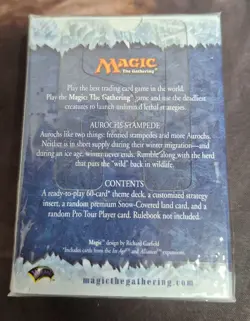 MAGIC
The Gathering®
Play the best trading card game in the world.
Play the Magic: The Gathering® game and use the deadliest
creatures to launch unlimited lethal strategies.
AUROCHS STAMPEDE
Aurochs like two things: frenzied stampedes and more Aurochs.
Neither is in short supply during their winter migration—and
during an ice age, winter never ends. Rumble along with the herd
that puts the "wild" back in wildlife.
CONTENTS
A ready-to-play 60-card* theme deck, a customized strategy
insert, a random premium Snow-Covered land card, and a
random Pro Tour Player card. Rulebook not included.
Magic® design by Richard Garfield
*Includes cards from the Ice Age® and Alliances™ expansions.
magicthegathering.com